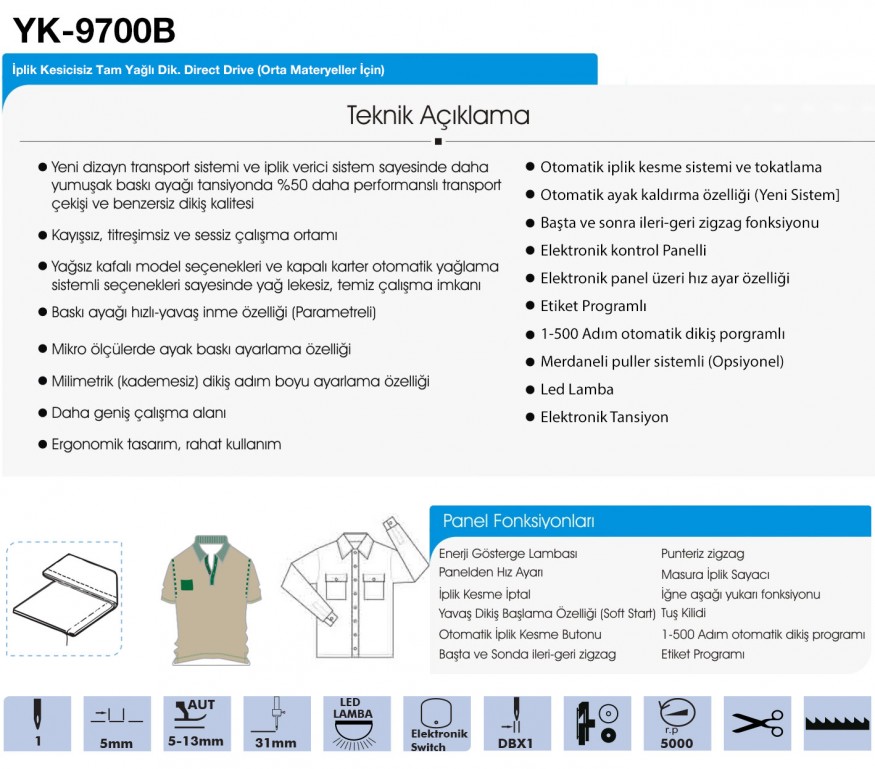 YK-9700B
İplik Kesicisiz Tam Yağlı Dik. Direct Drive (Orta Materyeller İçin)
Teknik Açıklama
Yeni dizayn transport sistemi ve iplik verici sistem sayesinde daha
yumuşak baskı ayağı tansiyonda %50 daha performanslı transport
çekişi ve benzersiz dikiş kalitesi
Kayışsız, titreşimsiz ve sessiz çalışma ortamı
Yağsız kafalı model seçenekleri ve kapalı karter otomatik yağlama
sistemli seçenekleri sayesinde yağ lekesiz, temiz çalışma imkanı
Baskı ayağı hızlı-yavaş inme özelliği (Parametreli)
Mikro ölçülerde ayak baskı ayarlama özelliği
Milimetrik (kademesiz) dikiş adım boyu ayarlama özelliği
Daha geniş çalışma alanı
Ergonomik tasarım, rahat kullanım
Otomatik iplik kesme sistemi ve tokatlama
Otomatik ayak kaldırma özelliği (Yeni Sistem]
Başta ve sonra ileri-geri zigzag fonksiyonu
Elektronik kontrol Panelli
Elektronik panel üzeri hız ayar özelliği
Etiket Programlı
1-500 Adım otomatik dikiş porgramlı
Merdaneli puller sistemli (Opsiyonel)
Led Lamba
Elektronik Tansiyon
Panel Fonksiyonları
Enerji Gösterge Lambası
Panelden Hız Ayarı
İplik Kesme İptal
Yavaş Dikiş Başlama Özelliği (Soft Start)
Otomatik İplik Kesme Butonu
Başta ve Sonda ileri-geri zigzag
Punteriz zigzag
Masura İplik Sayacı
İğne aşağı yukarı fonksiyonu
Tuş Kilidi
1-500 Adım otomatik dikiş programı
Etiket Programı
1
5mm
AUT
5-13mm
31mm
LED
LAMBA
Elektronik
Switch
DBX1
r.p
5000